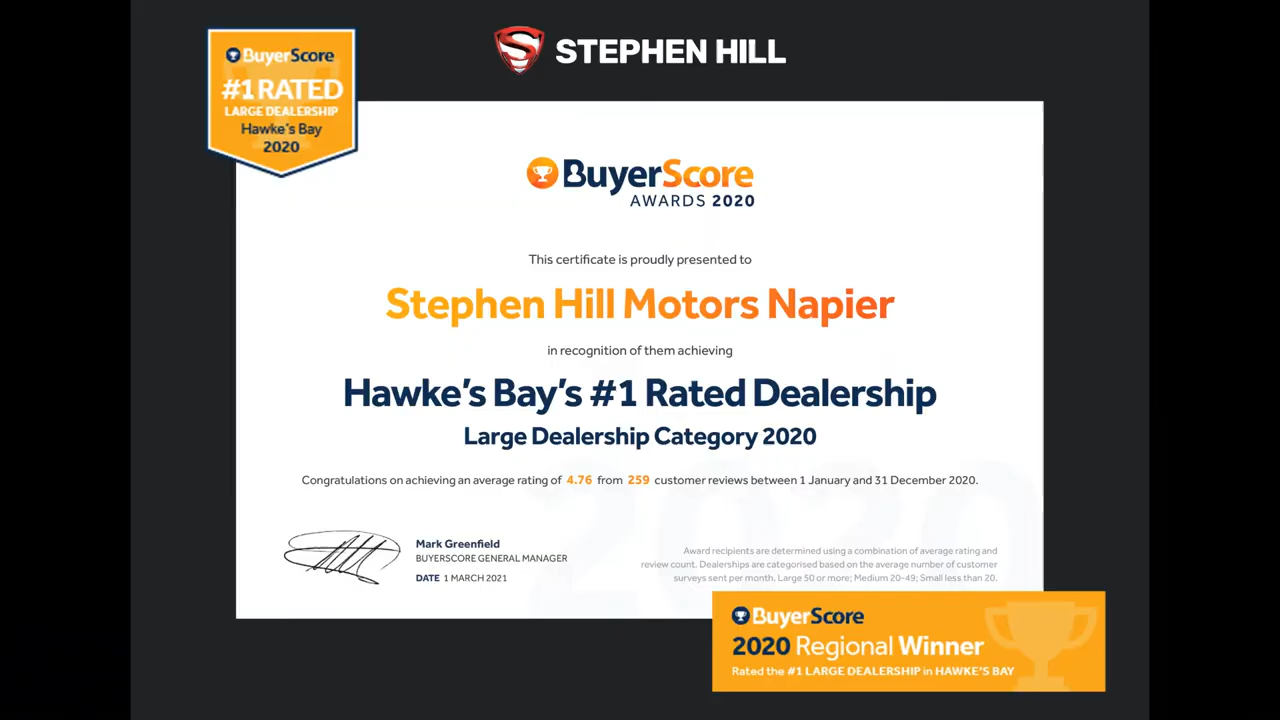 STEPHEN HILL
BuyerScore
#1 RATED
LARGE DEALERSHIP
Hawke's Bay
2020
BuyerScore
AWARDS 2020
This certificate is proudly presented to
Stephen Hill Motors Napier
in recognition of them achieving
Hawke's Bay's #1 Rated Dealership
Large Dealership Category 2020
Congratulations on achieving an average rating of 4.76 from 259 customer reviews between 1 January and 31 December 2020.
Mark Greenfield
BUYERSCORE GENERAL MANAGER
DATE 1 MARCH 2021
Award recipients are determined using a combination of average rating and
review count. Dealerships are categorised based on the average number of customer
surveys sent per month. Large 50 or more; Medium 20-49; Small less than 20.
2020
BuyerScore
2020 Regional Winner
Rated the #1 LARGE DEALERSHIP in HAWKE'S BAY